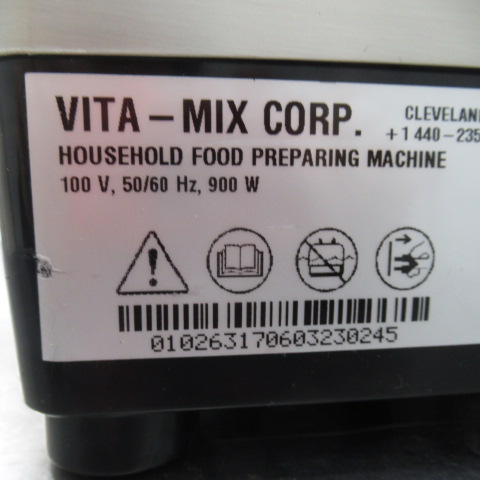 VITA-MIX CORP. CLEVELAND
+1 440-235
HOUSEHOLD FOOD PREPARING MACHINE
100 V, 50/60 Hz, 900 W
010263170603230245